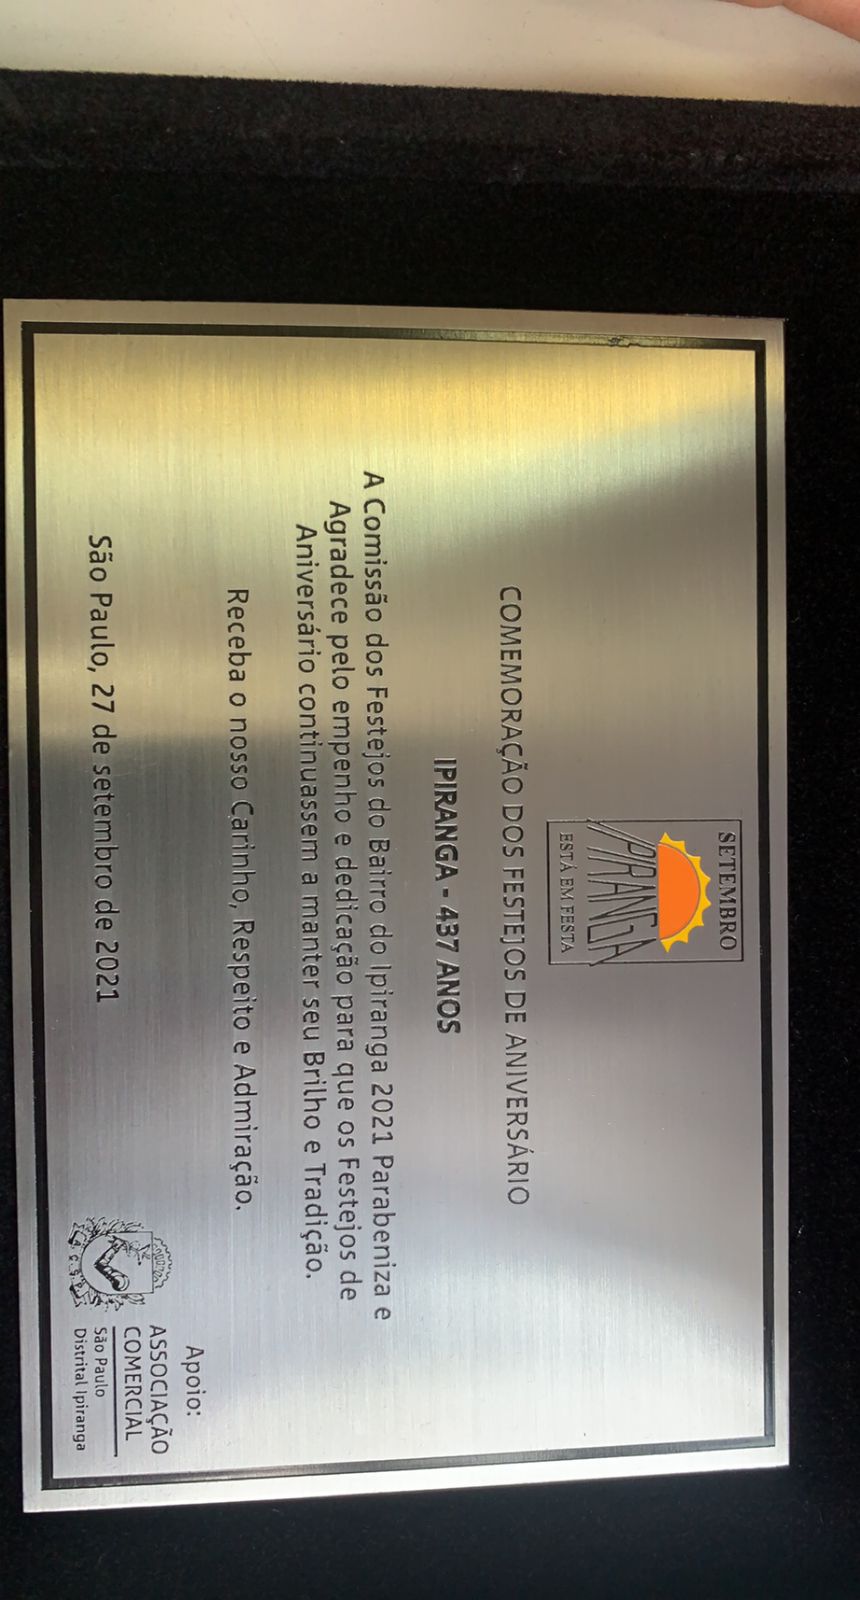 SETEMBRO
IPIRANGA
ESTÁ EM FESTA
COMEMORAÇÃO DOS FESTEJOS DE ANIVERSÁRIO
IPIRANGA - 437 ANOS
A Comissão dos Festejos do Bairro do Ipiranga 2021 Parabeniza e
Agradece pelo empenho e dedicação para que os Festejos de
Aniversário continuassem a manter seu Brilho e Tradição.
Receba o nosso Carinho, Respeito e Admiração.
São Paulo, 27 de setembro de 2021
Apoio:
ASSOCIAÇÃO
COMERCIAL
São Paulo
Distrital Ipiranga